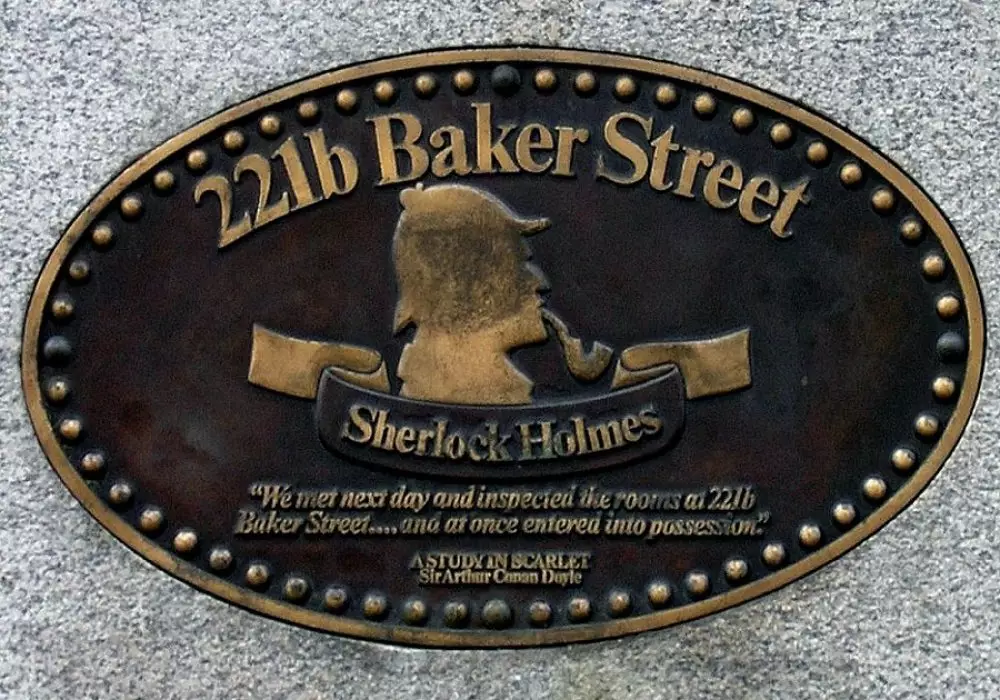 221b Baker Street
Sherlock Holmes
“We met next day and inspected the rooms at 221b
Baker Street.... and at once entered into possession.”
A STUDY IN SCARLET
Sir Arthur Conan Doyle